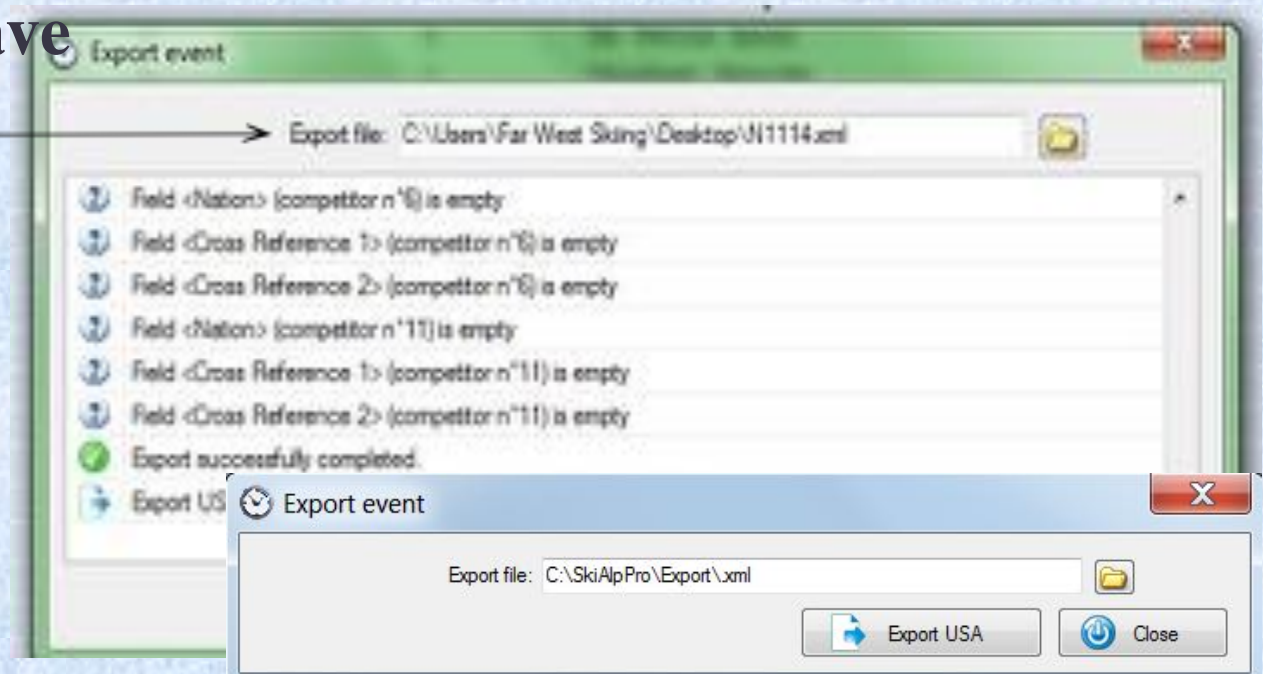 ave
Export event
Export file: C:\Users\Far West Skiing\Desktop\N1114.xml
Field <Nation> (competitor n°6) is empty
Field <Cross Reference 1> (competitor n°6) is empty
Field <Cross Reference 2> (competitor n°6) is empty
Field <Nation> (competitor n°11) is empty
Field <Cross Reference 1> (competitor n°11) is empty
Field <Cross Reference 2> (competitor n°11) is empty
Export successfully completed.
Export US
Export event
Export file: C:\SkiAlpPro\Export\.xml
Export USA
Close